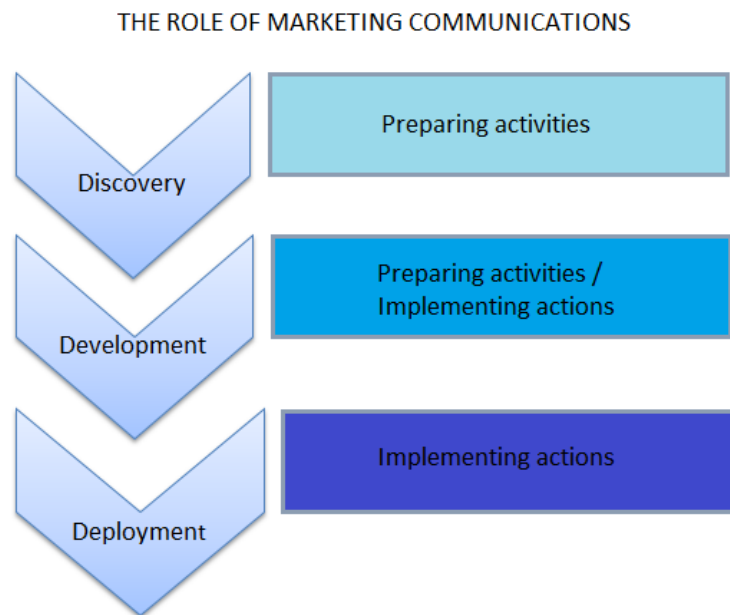 THE ROLE OF MARKETING COMMUNICATIONS
Preparing activities
Discovery
Preparing activities /
Implementing actions
Development
Implementing actions
Deployment